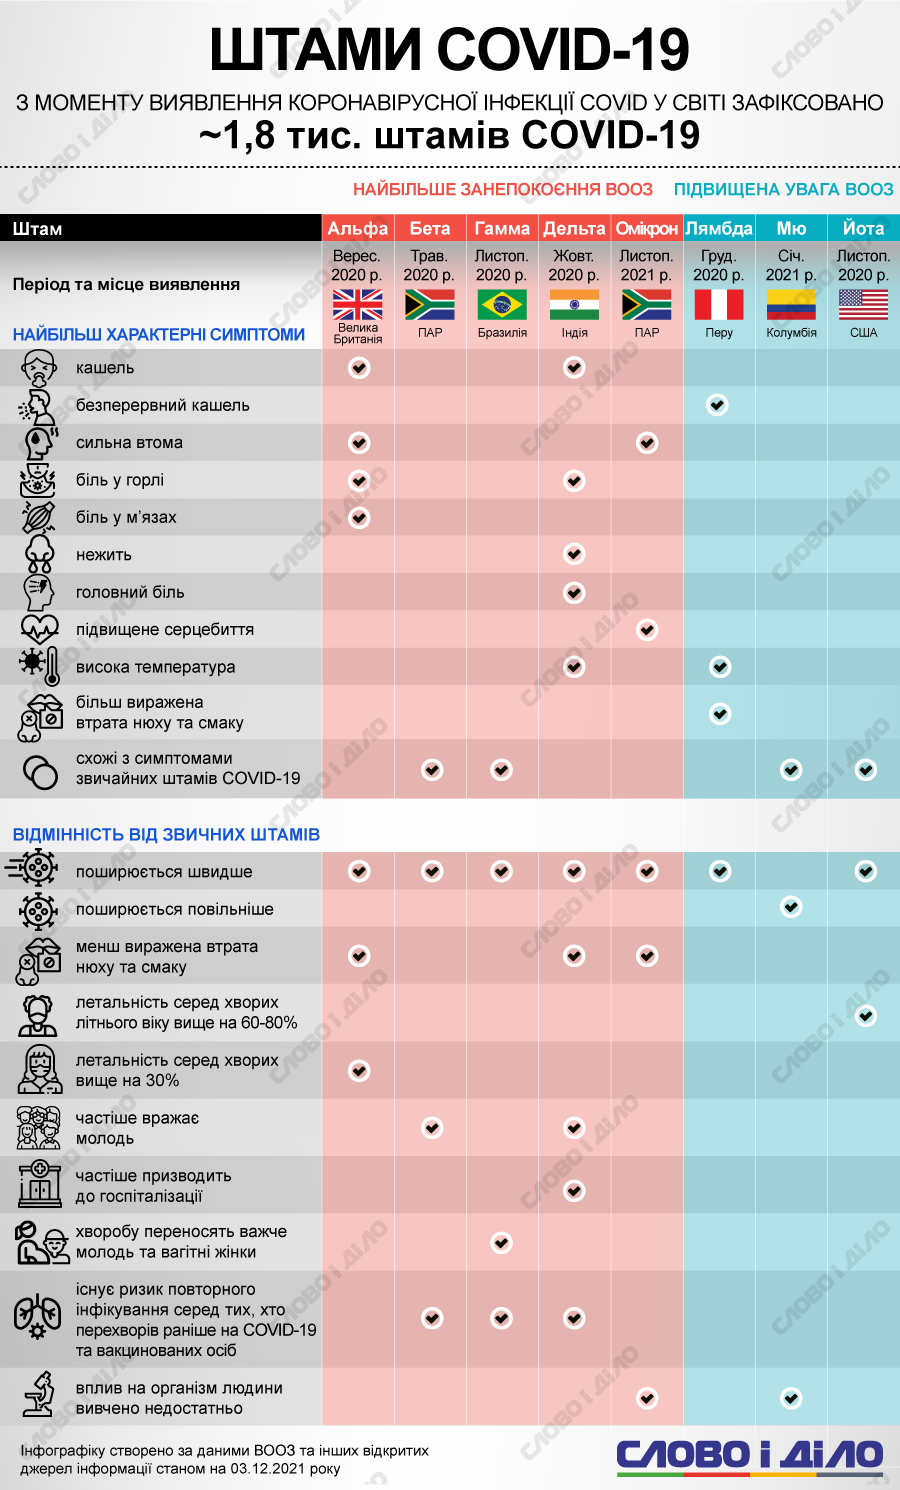 ШТАМИ COVID-19
З МОМЕНТУ ВИЯВЛЕННЯ КОРОНАВІРУСНОЇ ІНФЕКЦІЇ COVID У СВІТІ ЗАФІКСОВАНО
~1,8 тис. штамів COVID-19
НАЙБІЛЬШЕ ЗАНЕПОКОЄННЯ ВООЗ ПІДВИЩЕНА УВАГА ВООЗ
Штам Альфа Бета Гамма Дельта Омікрон Лямбда Мю Йота
Період та місце виявлення
Верес. Трав. Листоп. Жовт. Листоп. Груд. Січ. Листоп.
2020 р. 2020 р. 2020 р. 2020 р. 2021 р. 2020 р. 2021 р. 2020 р.
Велика Британія ПАР Бразилія Індія ПАР Перу Колумбія США
НАЙБІЛЬШ ХАРАКТЕРНІ СИМПТОМИ
кашель
безперервний кашель
сильна втома
біль у горлі
біль у м'язах
нежить
головний біль
підвищене серцебиття
висока температура
більш виражена
втрата нюху та смаку
схожі з симптомами
звичайних штамів COVID-19
ВІДМІННІСТЬ ВІД ЗВИЧНИХ ШТАМІВ
поширюється швидше
поширюється повільніше
менш виражена втрата
нюху та смаку
летальність серед хворих
літнього віку вище на 60-80%
летальність серед хворих
вище на 30%
частіше вражає
молодь
частіше призводить
до госпіталізації
хворобу переносять важче
молодь та вагітні жінки
існує ризик повторного
інфікування серед тих, хто
перехворів раніше на COVID-19
та вакцинованих осіб
вплив на організм людини
вивчено недостатньо
Інфографіку створено за даними ВООЗ та інших відкритих
джерел інформації станом на 03.12.2021 року
СЛОВО і ДіЛО